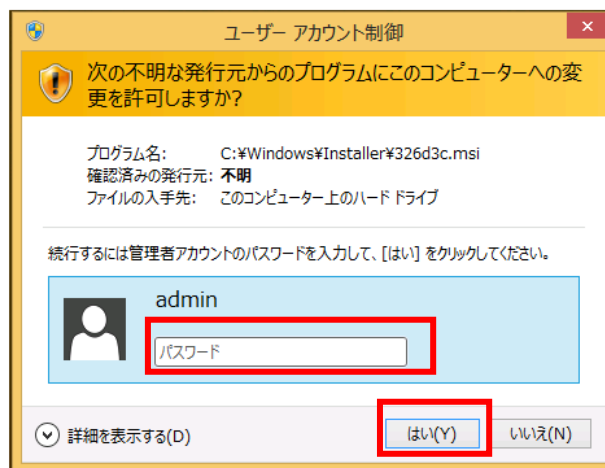 ユーザー アカウント制御
次の不明な発行元からのプログラムにこのコンピューターへの変
更を許可しますか?
プログラム名: C:¥Windows¥Installer¥326d3c.msi
確認済みの発行元: 不明
ファイルの入手先: このコンピューター上のハード ドライブ
続行するには管理者アカウントのパスワードを入力して、[はい] をクリックしてください。
admin
パスワード
詳細を表示する(D) はい(Y) いいえ(N)